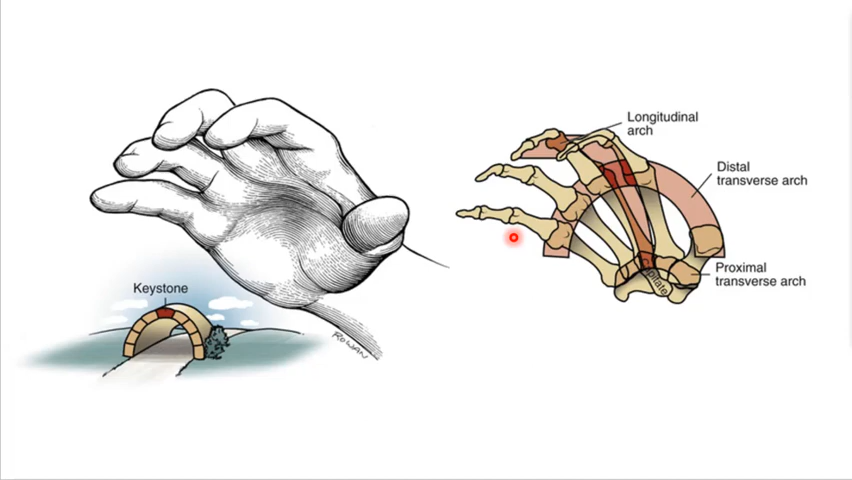 Longitudinal
arch
Distal
transverse arch
Proximal
transverse arch
Keystone
ROWAN